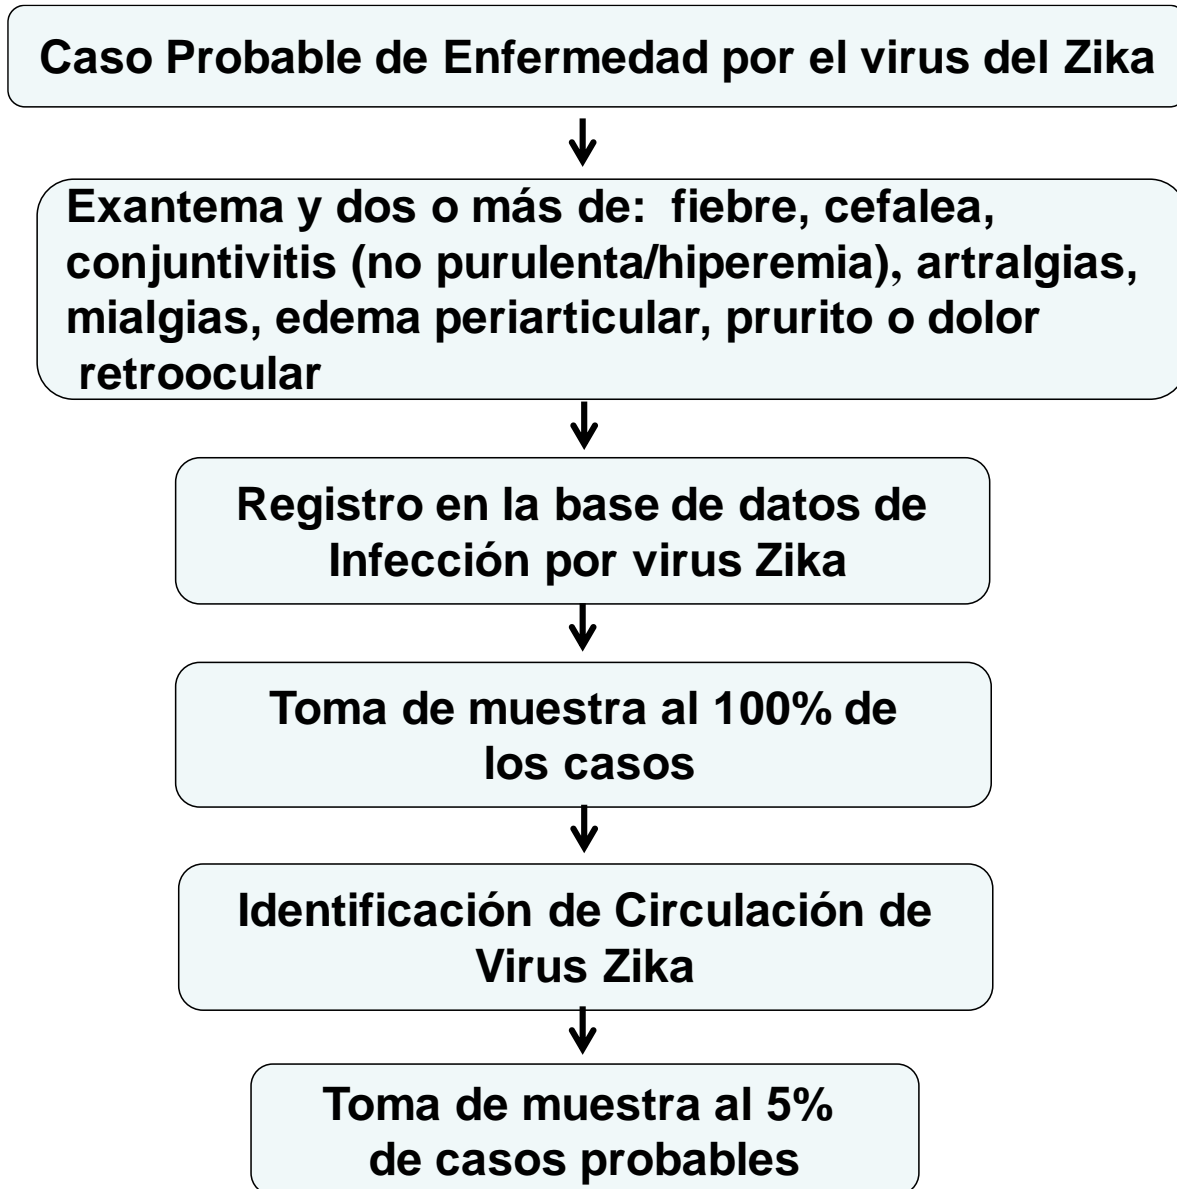 Caso Probable de Enfermedad por el virus del Zika
Exantema y dos o más de: fiebre, cefalea,
conjuntivitis (no purulenta/hiperemia), artralgias,
mialgias, edema periarticular, prurito o dolor
retroocular
Registro en la base de datos de
Infección por virus Zika
Toma de muestra al 100% de
los casos
Identificación de Circulación de
Virus Zika
Toma de muestra al 5%
de casos probables